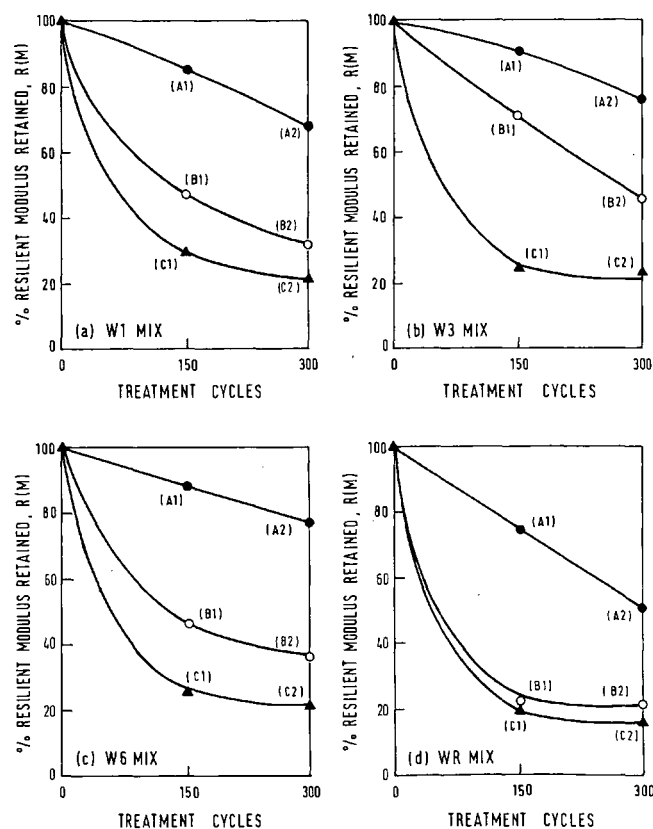 % RESILIENT MODULUS RETAINED, R(M)
100
80
60
40
20
0
(A1)
(A2)
(B1)
(B2)
(C1)
(C2)
(a) W1 MIX
0 150 300
TREATMENT CYCLES
% RESILIENT MODULUS RETAINED, R(M)
100
80
60
40
20
0
(A1)
(A2)
(B1)
(B2)
(C1)
(C2)
(b) W3 MIX
0 150 300
TREATMENT CYCLES
% RESILIENT MODULUS RETAINED, R(M)
100
80
60
40
20
0
(A1)
(A2)
(B1)
(B2)
(C1)
(C2)
(c) W6 MIX
0 150 300
TREATMENT CYCLES
% RESILIENT MODULUS RETAINED, R(M)
100
80
60
40
20
0
(A1)
(A2)
(B1)
(B2)
(C1)
(C2)
(d) WR MIX
0 150 300
TREATMENT CYCLES